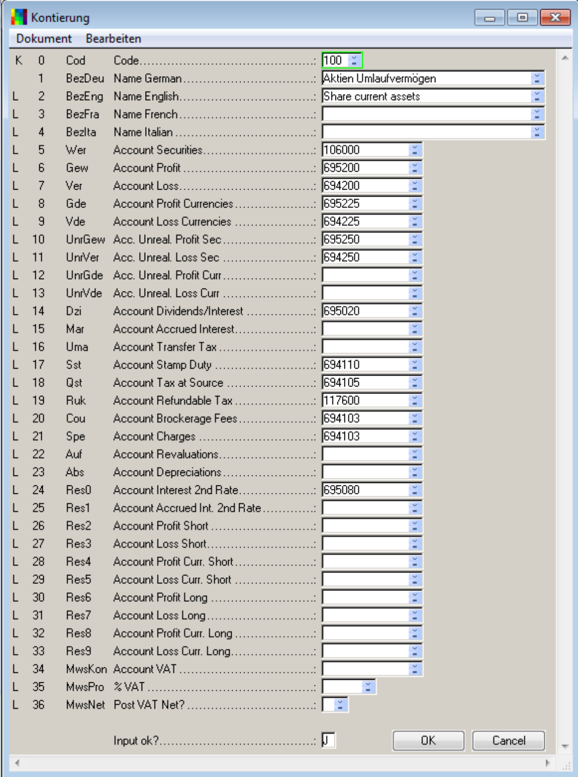 Kontierung
Dokument Bearbeiten
K 0 Cod Code..............................................: 100
1 BezDeu Name German...................................: Aktien Umlaufvermögen
L 2 BezEng Name English...................................: Share current assets
L 3 BezFra Name French ...................................:
L 4 BezIta Name Italian ...................................:
L 5 Wer Account Securities............................: 106000
L 6 Gew Account Profit ...................................: 695200
L 7 Ver Account Loss....................................: 694200
L 8 Gde Account Profit Currencies..................: 695225
L 9 Vde Account Loss Currencies ...................: 694225
L 10 UnrGew Acc. Unreal. Profit Sec.....................: 695250
L 11 UnrVer Acc. Unreal. Loss Sec ......................: 694250
L 12 UnrGde Acc. Unreal. Profit Curr....................:
L 13 UnrVde Acc. Unreal. Loss Curr .....................:
L 14 Dzi Account Dividends/Interest ...............: 695020
L 15 Mar Account Accrued Interest..................:
L 16 Uma Account Transfer Tax .......................:
L 17 Sst Account Stamp Duty .........................: 694110
L 18 Qst Account Tax at Source .....................: 694105
L 19 Ruk Account Refundable Tax ...................: 117600
L 20 Cou Account Brockerage Fees..................: 694103
L 21 Spe Account Charges .............................: 694103
L 22 Auf Account Revaluations........................:
L 23 Abs Account Depreciations.......................:
L 24 Res0 Account Interest 2nd Rate...................: 695080
L 25 Res1 Account Accrued Int. 2nd Rate............:
L 26 Res2 Account Profit Short .........................:
L 27 Res3 Account Loss Short...........................:
L 28 Res4 Account Profit Curr. Short..................:
L 29 Res5 Account Loss Curr. Short ...................:
L 30 Res6 Account Profit Long ..........................:
L 31 Res7 Account Loss Long............................:
L 32 Res8 Account Profit Curr. Long ...................:
L 33 Res9 Account Loss Curr. Long.....................:
L 34 MwsKon Account VAT ...................................:
L 35 MwsPro % VAT ...........................................:
L 36 MwsNet Post VAT Net?.................................:
Input ok?........................................: J OK Cancel